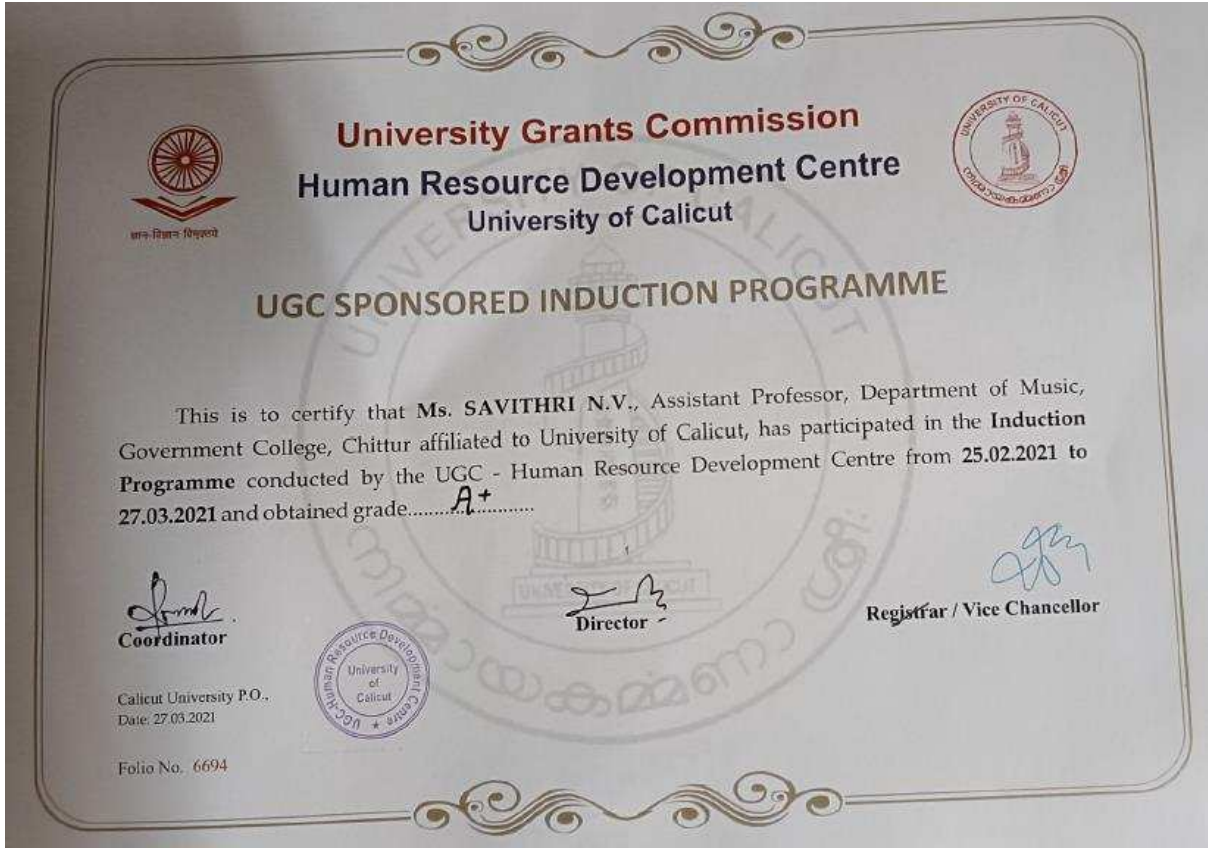 University Grants Commission
Human Resource Development Centre
University of Calicut
UNIVERSITY OF CALICUT
ज्ञान-विज्ञान विमुक्तये
UGC SPONSORED INDUCTION PROGRAMME
This is to certify that Ms. SAVITHRI N.V., Assistant Professor, Department of Music,
Government College, Chittur affiliated to University of Calicut, has participated in the Induction
Programme conducted by the UGC - Human Resource Development Centre from 25.02.2021 to
27.03.2021 and obtained grade.........A+............
Coordinator
Director
Registrar / Vice Chancellor
UGC-Human Resource Development Centre
University
of
Calicut
Calicut University P.O.,
Date: 27.03.2021
Folio No. 6694
UNIVERSITY OF CALICUT